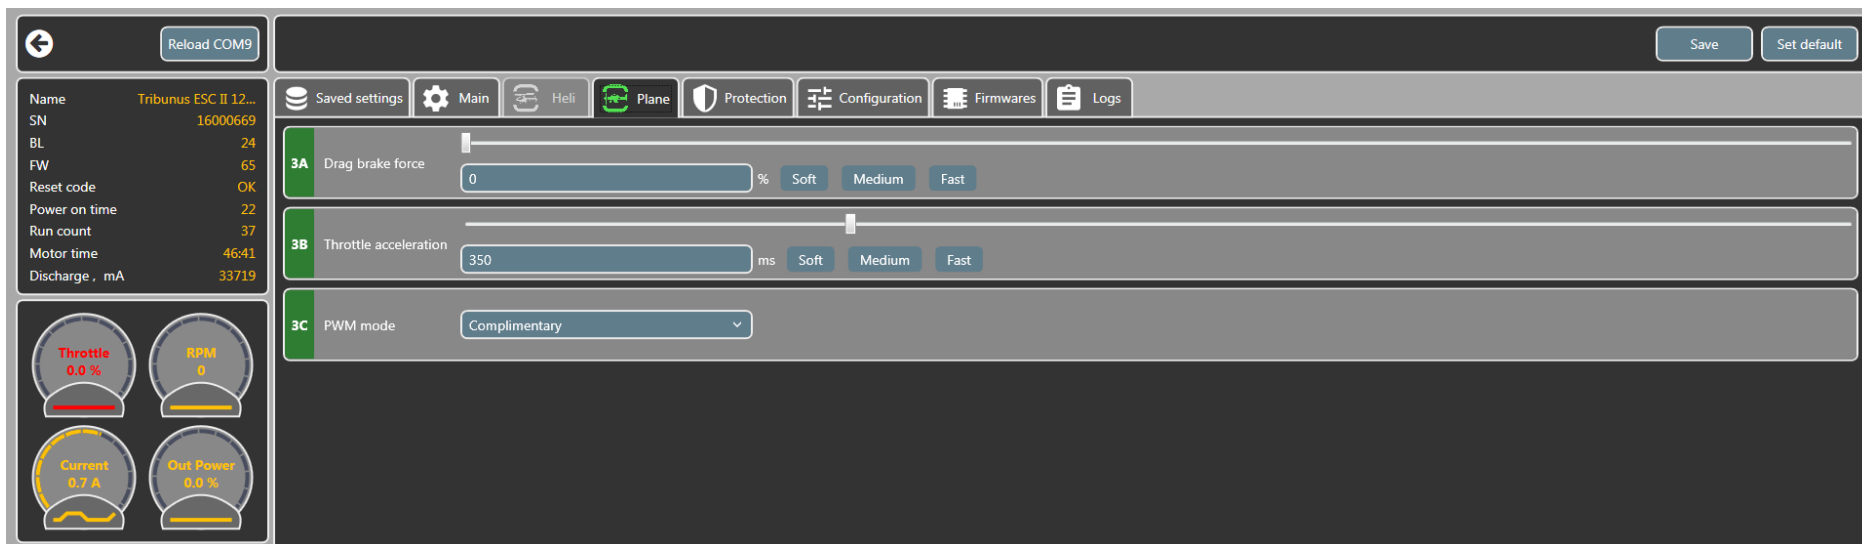 Reload COM9
Save
Set default
Name Tribunus ESC II 12...
SN 16000669
BL 24
FW 65
Reset code OK
Power on time 22
Run count 37
Motor time 46:41
Discharge , mA 33719
Throttle
0.0 %
RPM
0
Current
0.7 A
Out Power
0.0 %
Saved settings Main Heli Plane Protection Configuration Firmwares Logs
3A Drag brake force
0 % Soft Medium Fast
3B Throttle acceleration
350 ms Soft Medium Fast
3C PWM mode Complimentary